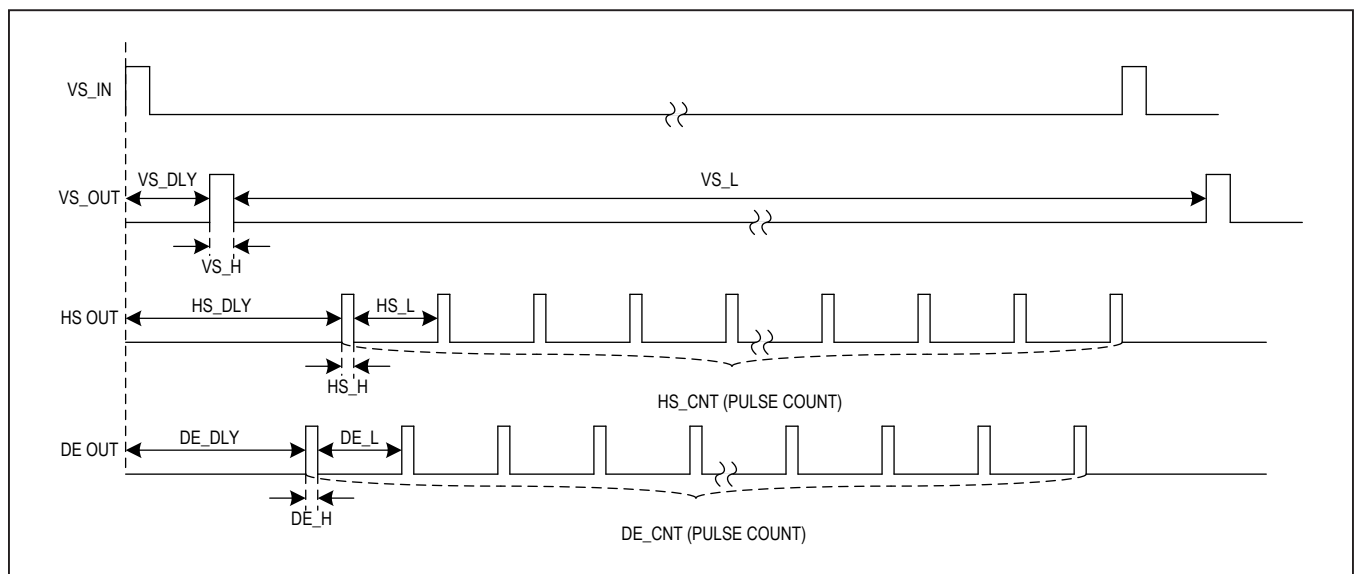 VS_IN
VS_DLY
VS_L
VS_OUT
VS_H
HS_DLY
HS_L
HS OUT
HS_H
HS_CNT (PULSE COUNT)
DE_DLY
DE_L
DE OUT
DE_H
DE_CNT (PULSE COUNT)